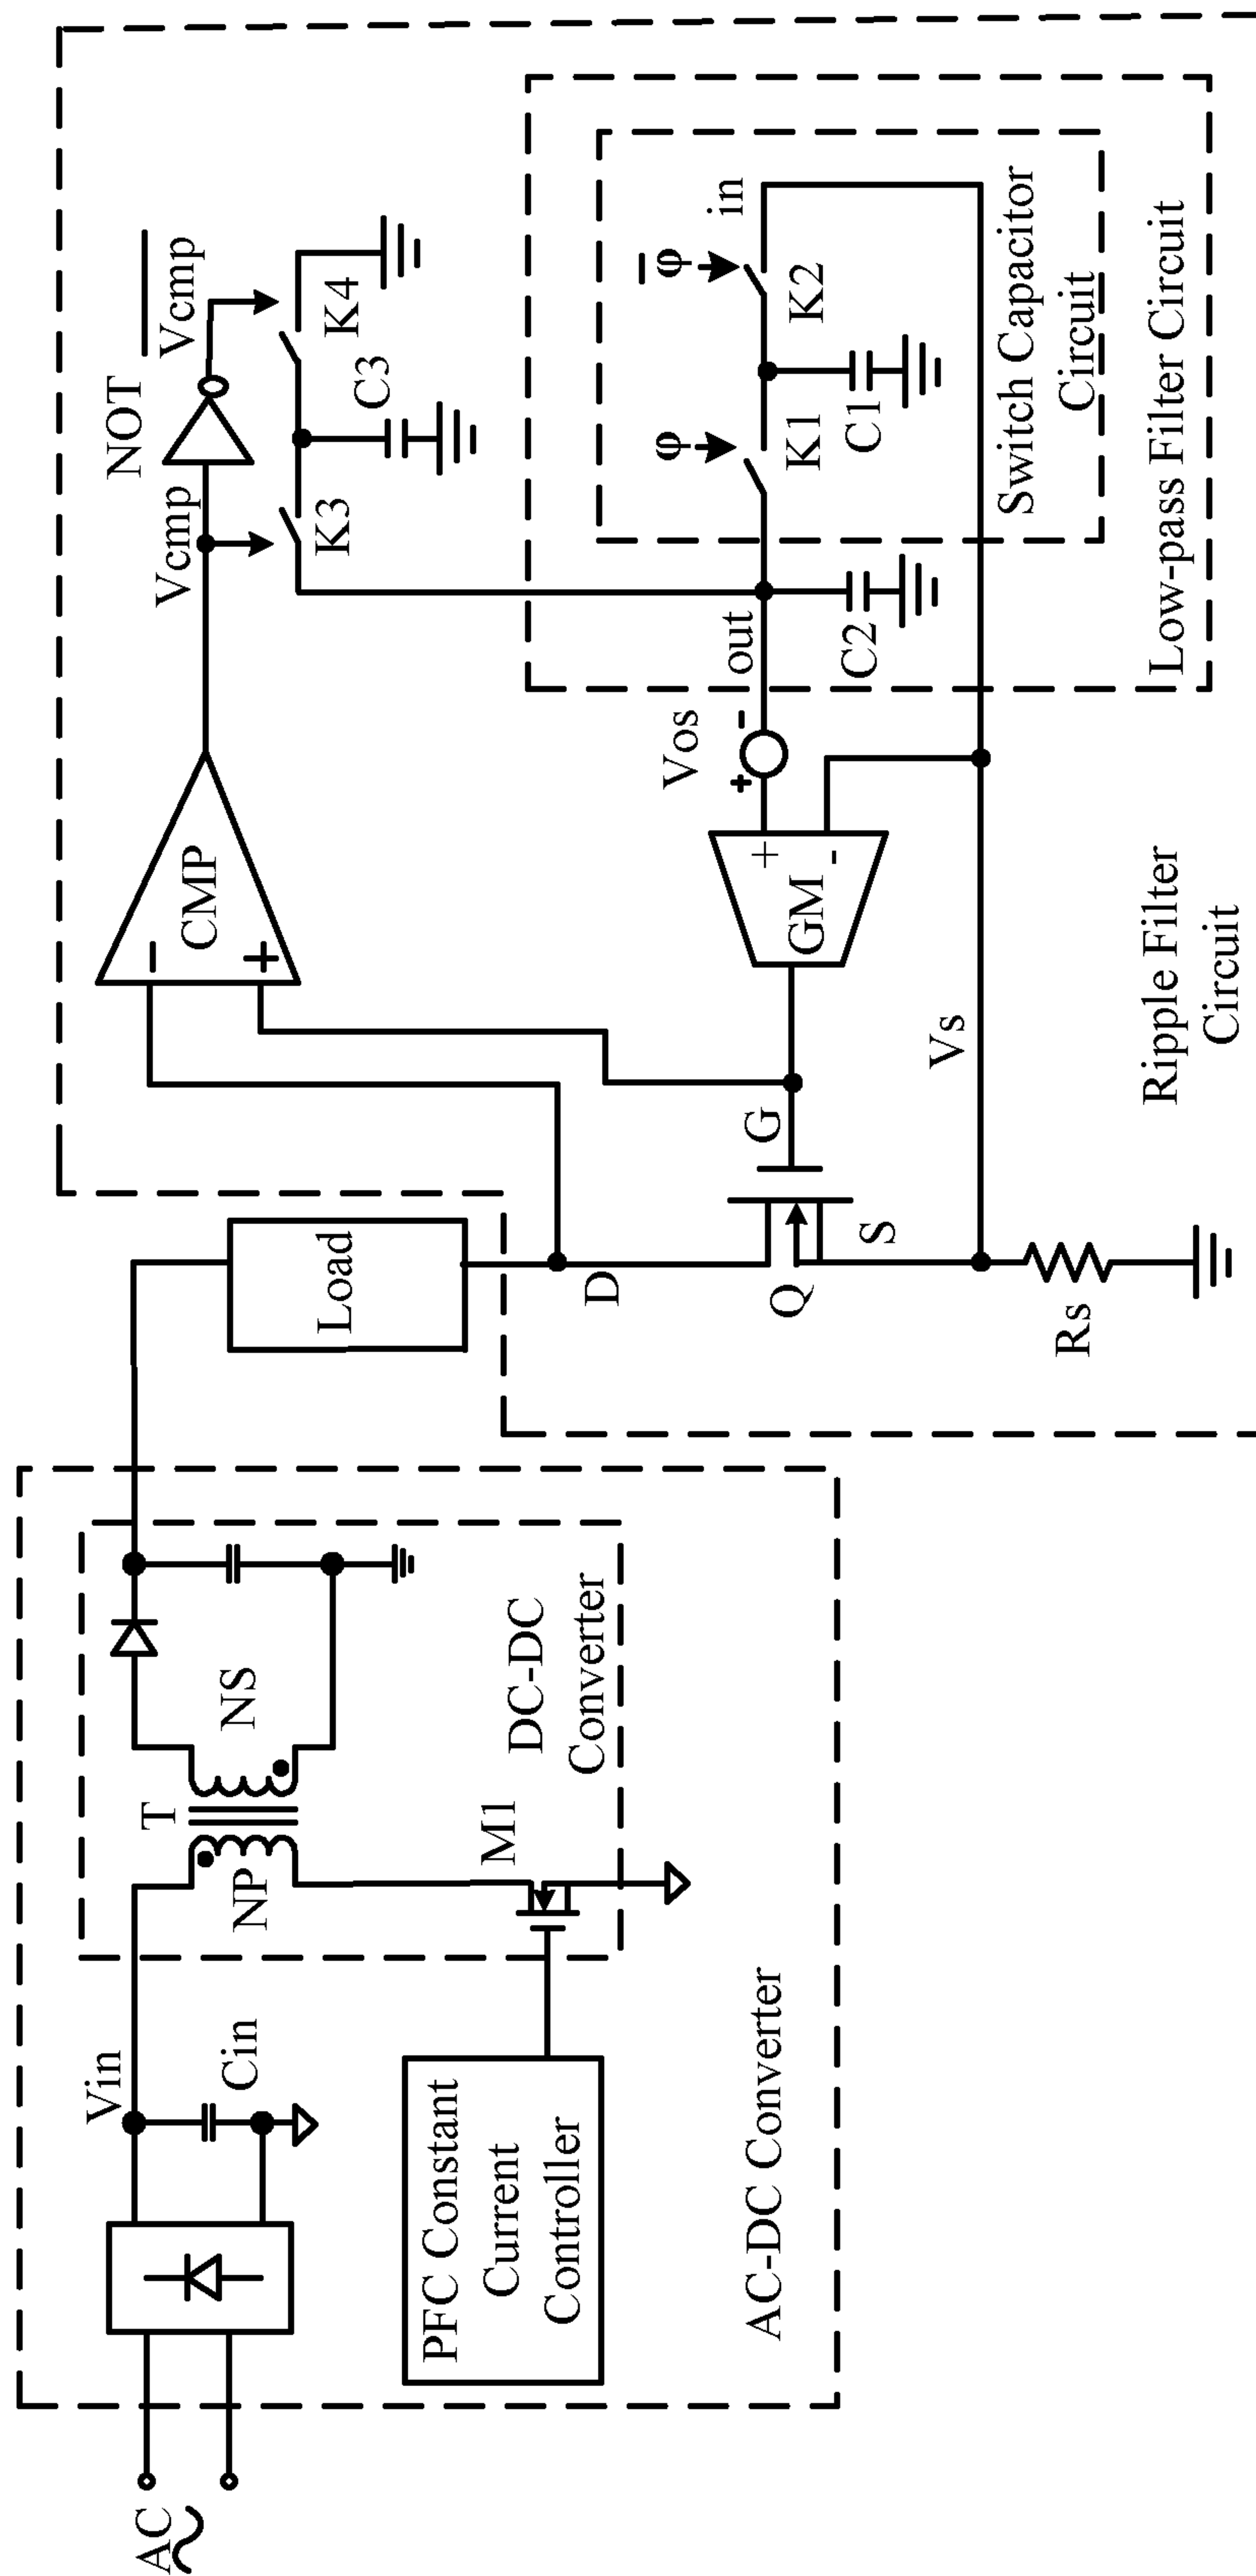 AC
Vin
Cin
PFC Constant
Current
Controller
AC-DC Converter
T
NP
NS
M1
DC-DC
Converter
Load
D
Q
G
S
Rs
Vs
CMP
−
+
GM
+
-
Vos
+
-
out
C2
Vcmp
NOT
Vcmp
K3
C3
K4
φ
K1
C1
φ
K2
in
Switch Capacitor
Circuit
Low-pass Filter Circuit
Ripple Filter
Circuit